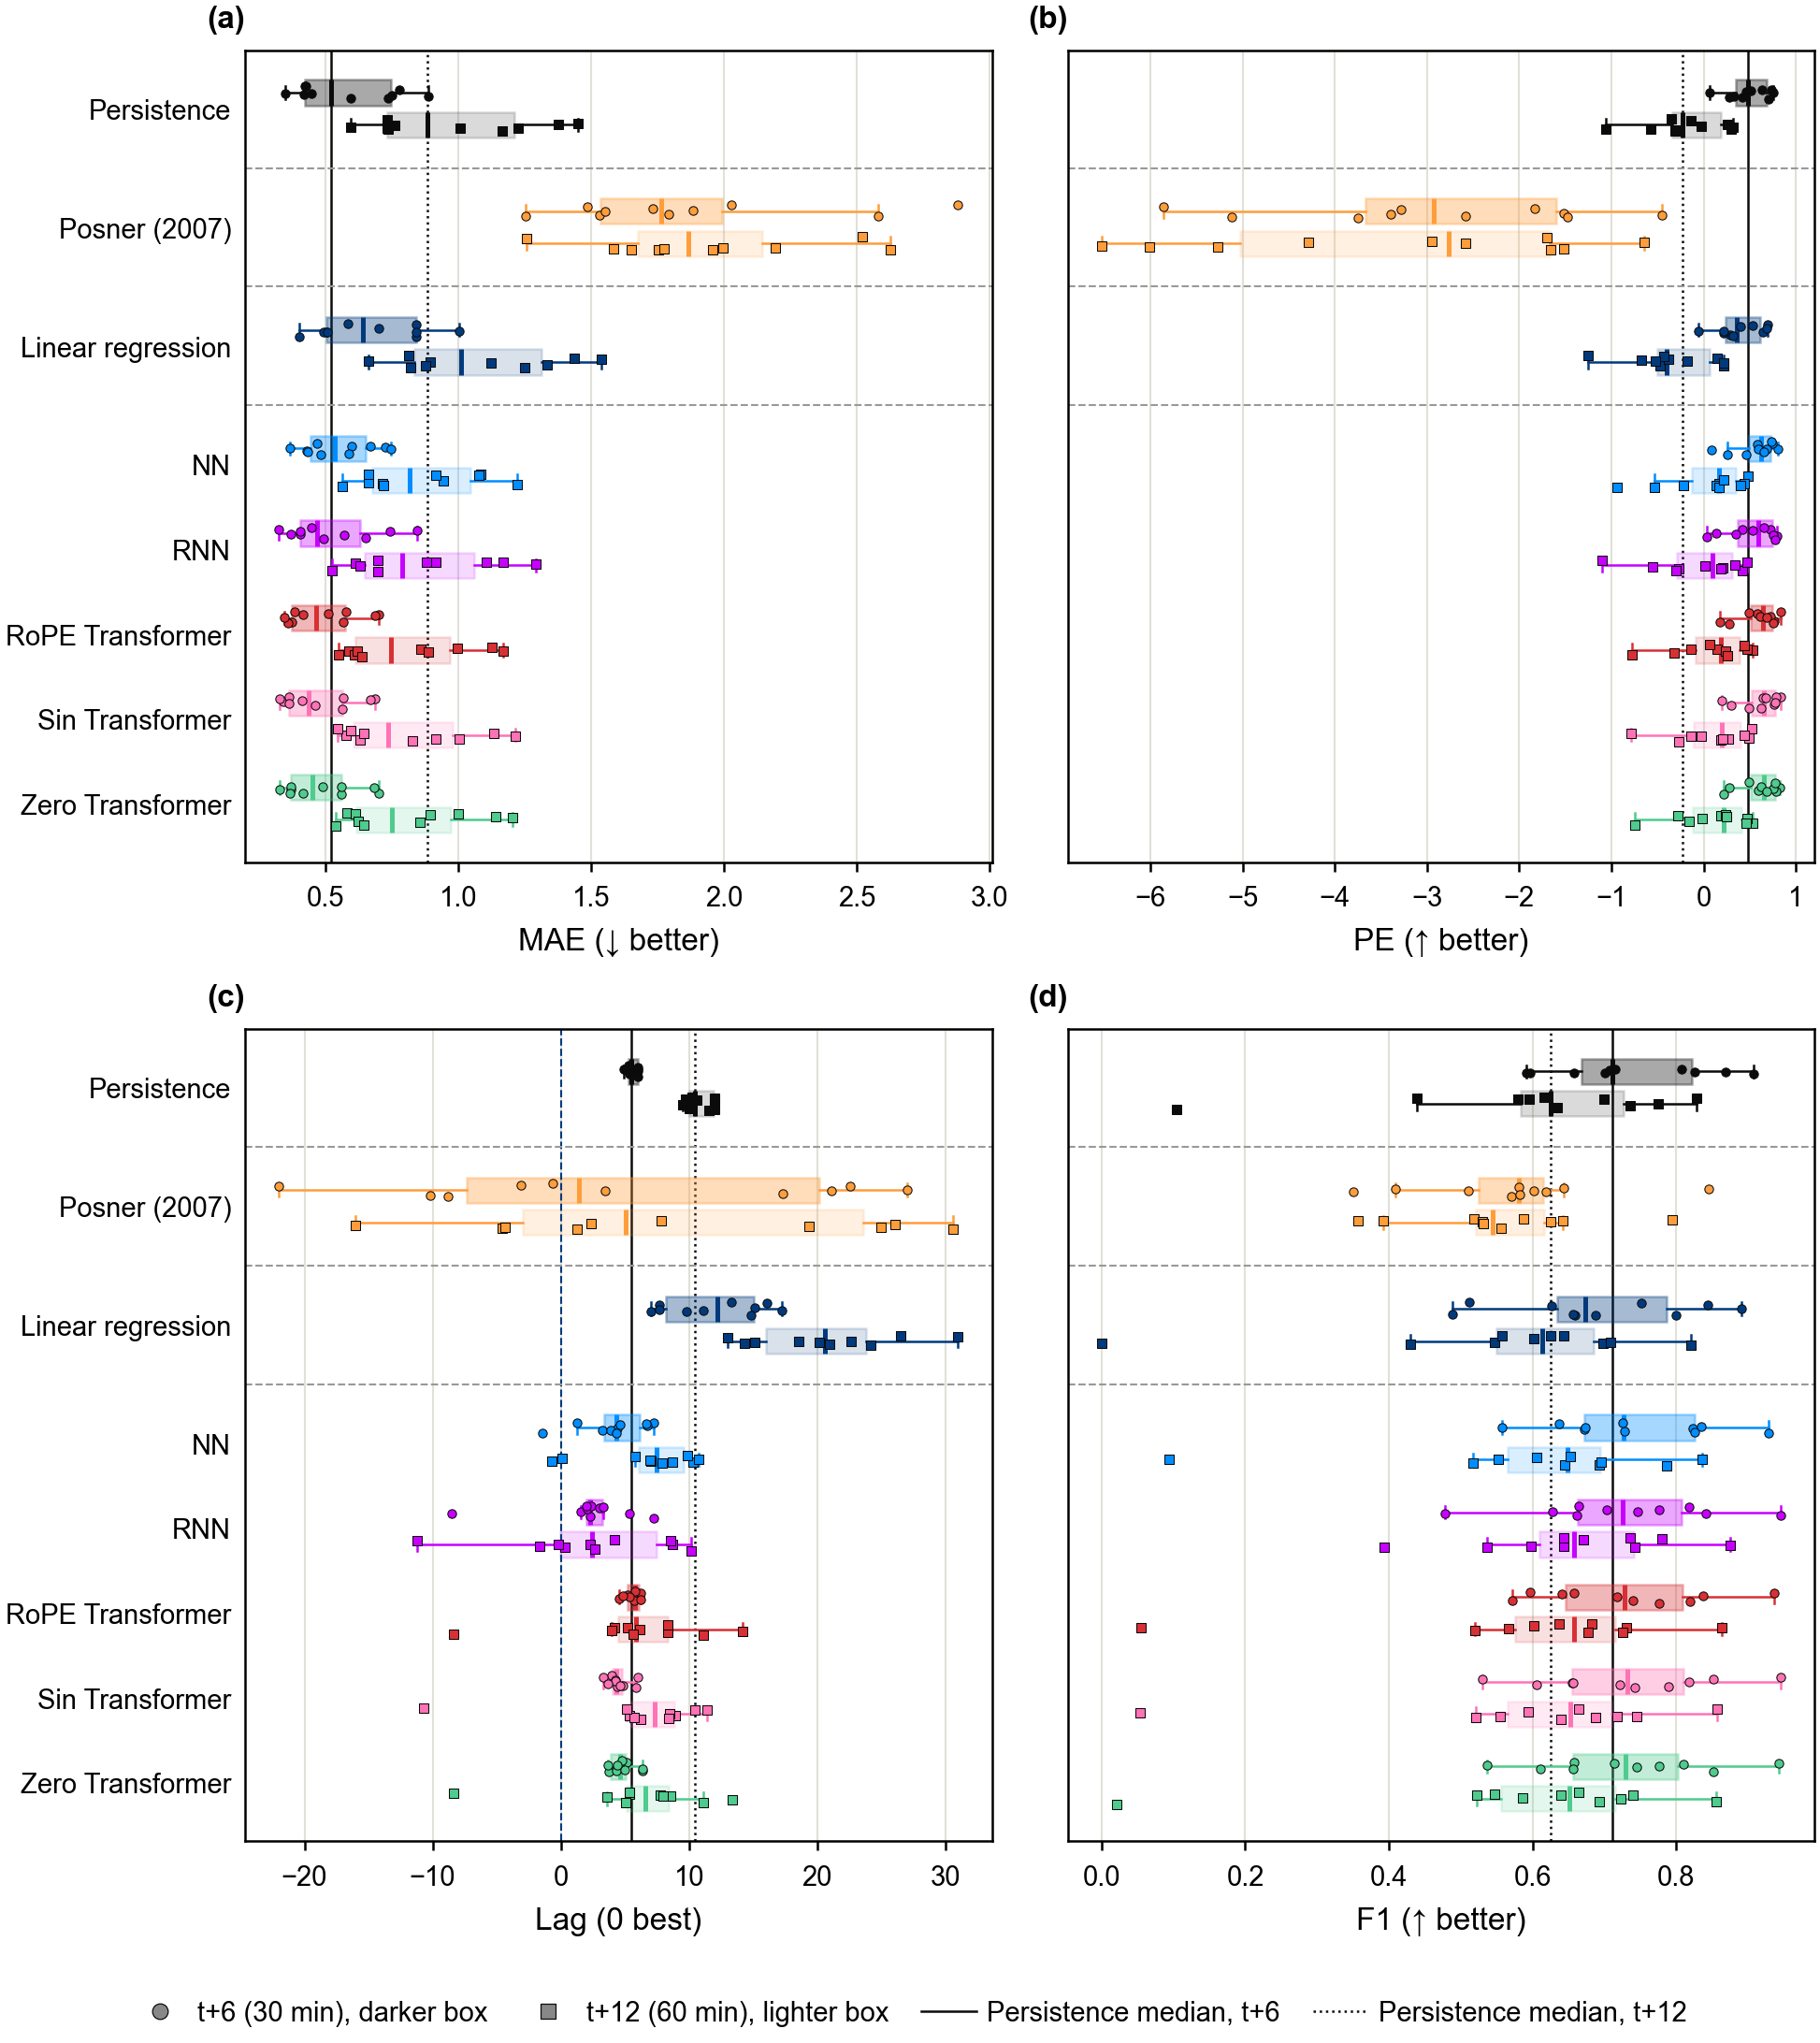 (a)
(b)
Persistence
Posner (2007)
Linear regression
NN
RNN
RoPE Transformer
Sin Transformer
Zero Transformer
0.5 1.0 1.5 2.0 2.5 3.0
MAE (↓ better)
−6 −5 −4 −3 −2 −1 0 1
PE (↑ better)
(c)
(d)
Persistence
Posner (2007)
Linear regression
NN
RNN
RoPE Transformer
Sin Transformer
Zero Transformer
−20 −10 0 10 20 30
Lag (0 best)
0.0 0.2 0.4 0.6 0.8
F1 (↑ better)
t+6 (30 min), darker box t+12 (60 min), lighter box Persistence median, t+6 Persistence median, t+12